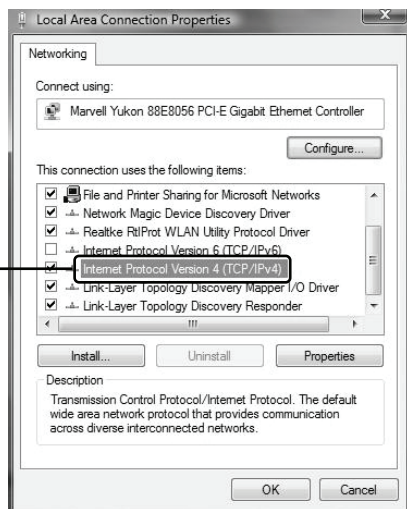 Local Area Connection Properties
Networking
Connect using:
Marvell Yukon 88E8056 PCI-E Gigabit Ethernet Controller
Configure...
This connection uses the following items:
File and Printer Sharing for Microsoft Networks
Network Magic Device Discovery Driver
Realtke RtlProt WLAN Utility Protocol Driver
Internet Protocol Version 6 (TCP/IPv6)
Internet Protocol Version 4 (TCP/IPv4)
Link-Layer Topology Discovery Mapper I/O Driver
Link-Layer Topology Discovery Responder
Install...
Uninstall
Properties
Description
Transmission Control Protocol/Internet Protocol. The default
wide area network protocol that provides communication
across diverse interconnected networks.
OK
Cancel